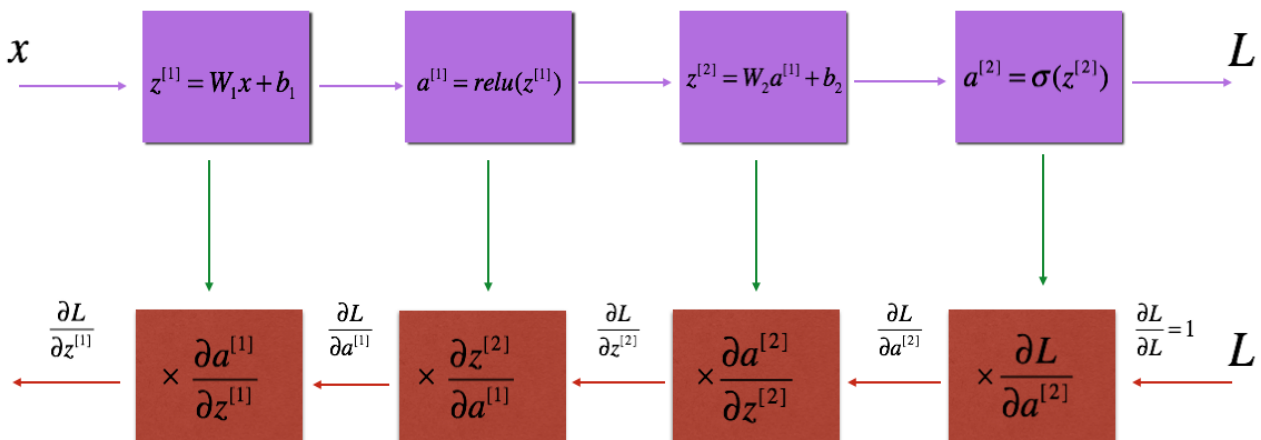 x
z^{[1]} = W_1x + b_1
a^{[1]} = relu(z^{[1]})
z^{[2]} = W_2a^{[1]} + b_2
a^{[2]} = σ(z^{[2]})
L
∂L/∂z^{[1]}
× ∂a^{[1]}/∂z^{[1]}
∂L/∂a^{[1]}
× ∂z^{[2]}/∂a^{[1]}
∂L/∂z^{[2]}
× ∂a^{[2]}/∂z^{[2]}
∂L/∂a^{[2]}
× ∂L/∂a^{[2]}
∂L/∂L = 1
L